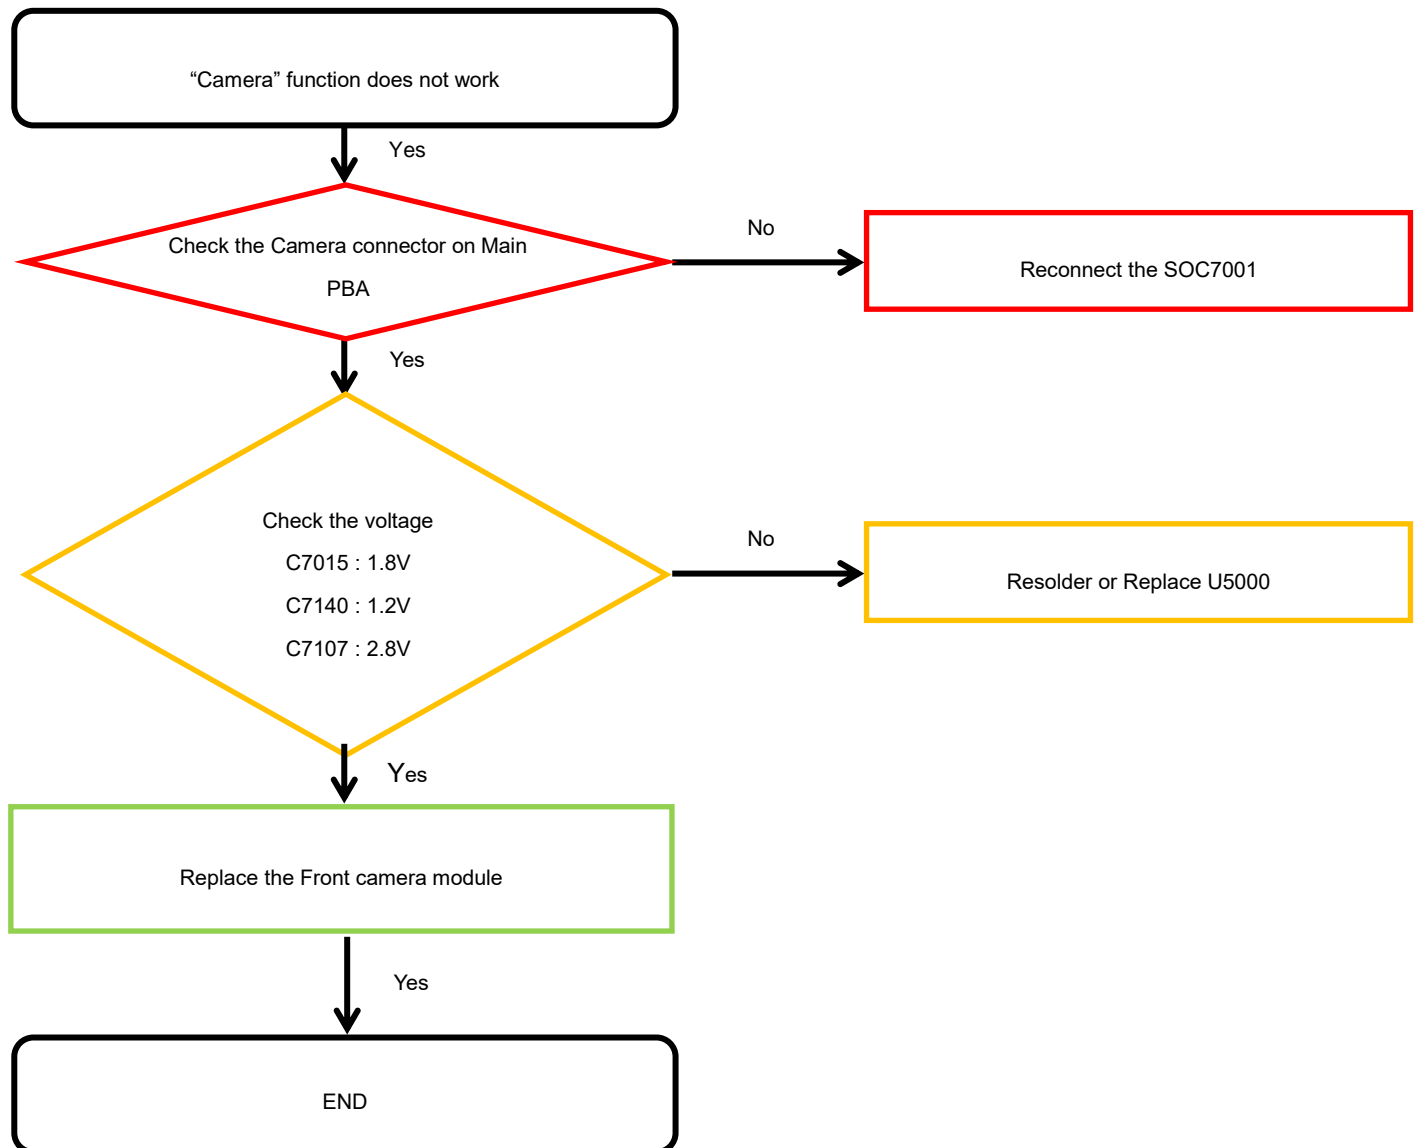 “Camera” function does not work
Yes
Check the Camera connector on Main
PBA
No
Reconnect the SOC7001
Yes
Check the voltage
C7015 : 1.8V
C7140 : 1.2V
C7107 : 2.8V
No
Resolder or Replace U5000
Yes
Replace the Front camera module
Yes
END